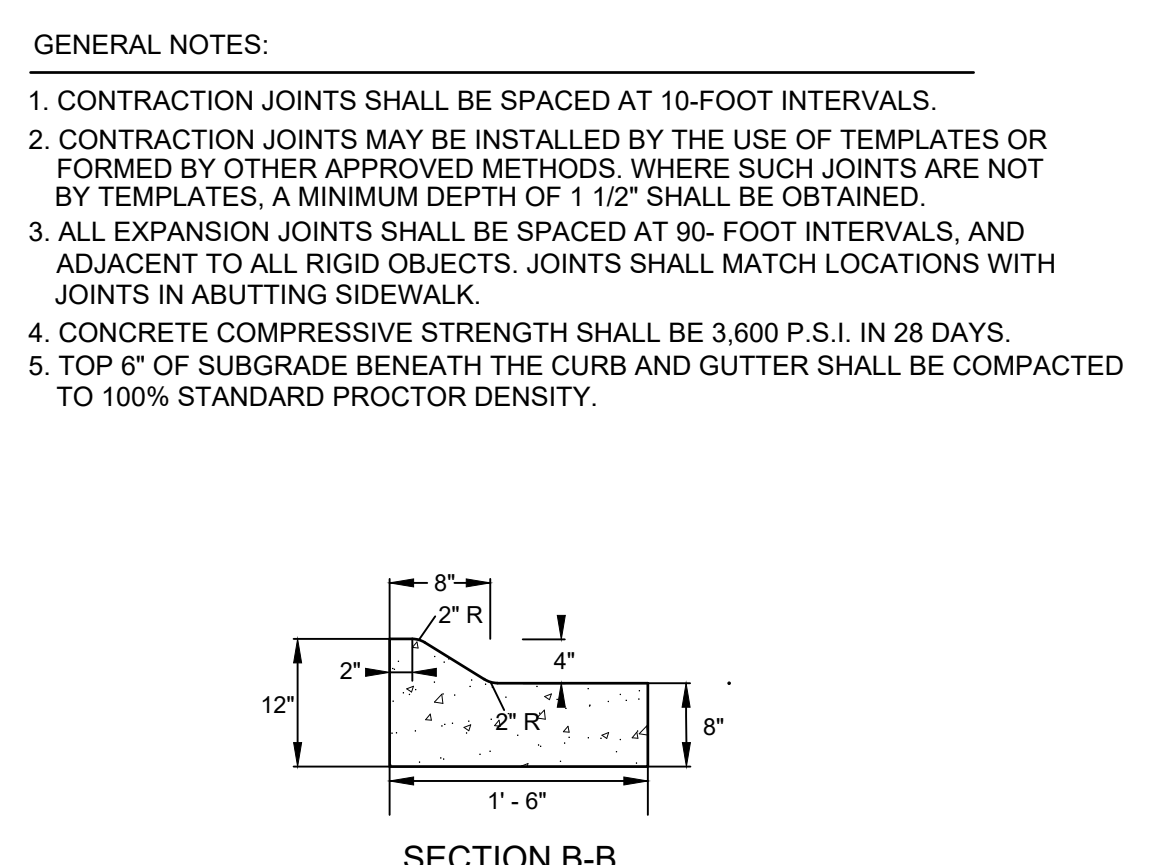 GENERAL NOTES:
1. CONTRACTION JOINTS SHALL BE SPACED AT 10-FOOT INTERVALS.
2. CONTRACTION JOINTS MAY BE INSTALLED BY THE USE OF TEMPLATES OR
FORMED BY OTHER APPROVED METHODS. WHERE SUCH JOINTS ARE NOT
BY TEMPLATES, A MINIMUM DEPTH OF 1 1/2" SHALL BE OBTAINED.
3. ALL EXPANSION JOINTS SHALL BE SPACED AT 90- FOOT INTERVALS, AND
ADJACENT TO ALL RIGID OBJECTS. JOINTS SHALL MATCH LOCATIONS WITH
JOINTS IN ABUTTING SIDEWALK.
4. CONCRETE COMPRESSIVE STRENGTH SHALL BE 3,600 P.S.I. IN 28 DAYS.
5. TOP 6" OF SUBGRADE BENEATH THE CURB AND GUTTER SHALL BE COMPACTED
TO 100% STANDARD PROCTOR DENSITY.
8"
2" R
4"
2"
12"
2" R
8"
1' - 6"
SECTION B-B